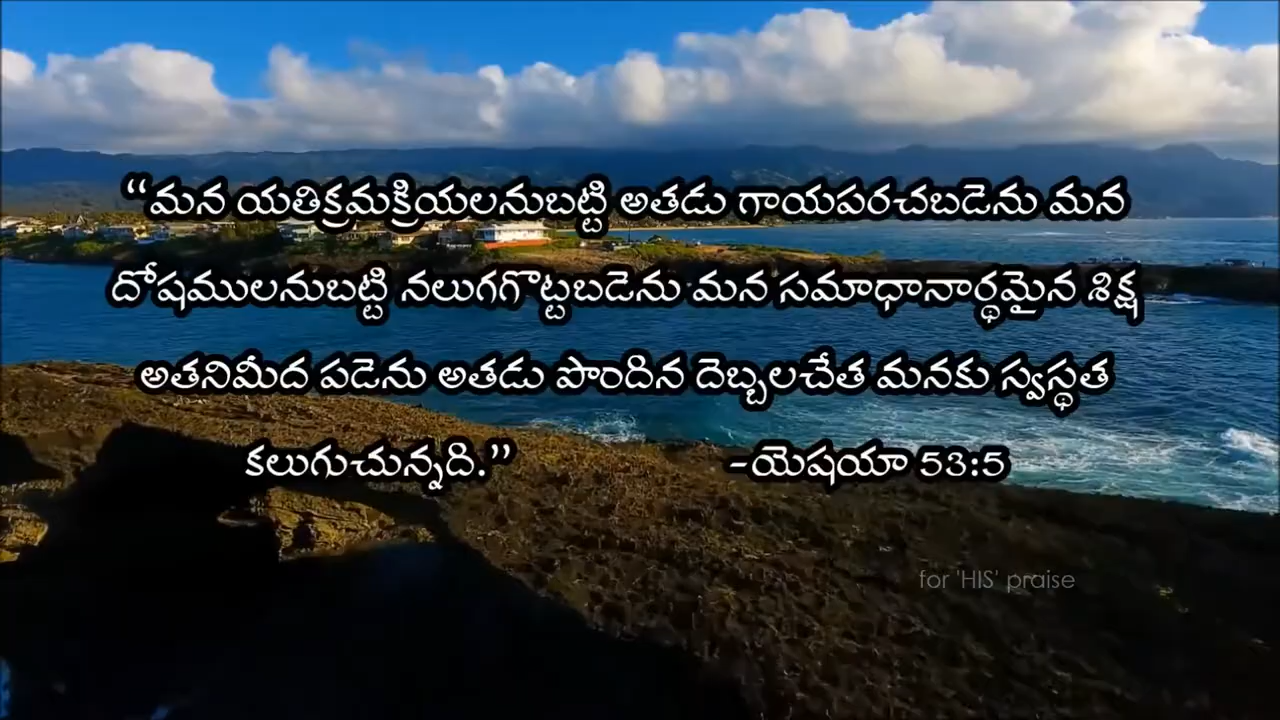 “మన యతిక్రమక్రియలనుబట్టి అతడు గాయపరచబడెను మన
దోషములనుబట్టి నలుగగొట్టబడెను మన సమాధానార్థమైన శిక్ష
అతనిమీద పడెను అతడు పొందిన దెబ్బలచేత మనకు స్వస్థత
కలుగుచున్నది.” -యెషయా 53:5
for 'HIS' praise